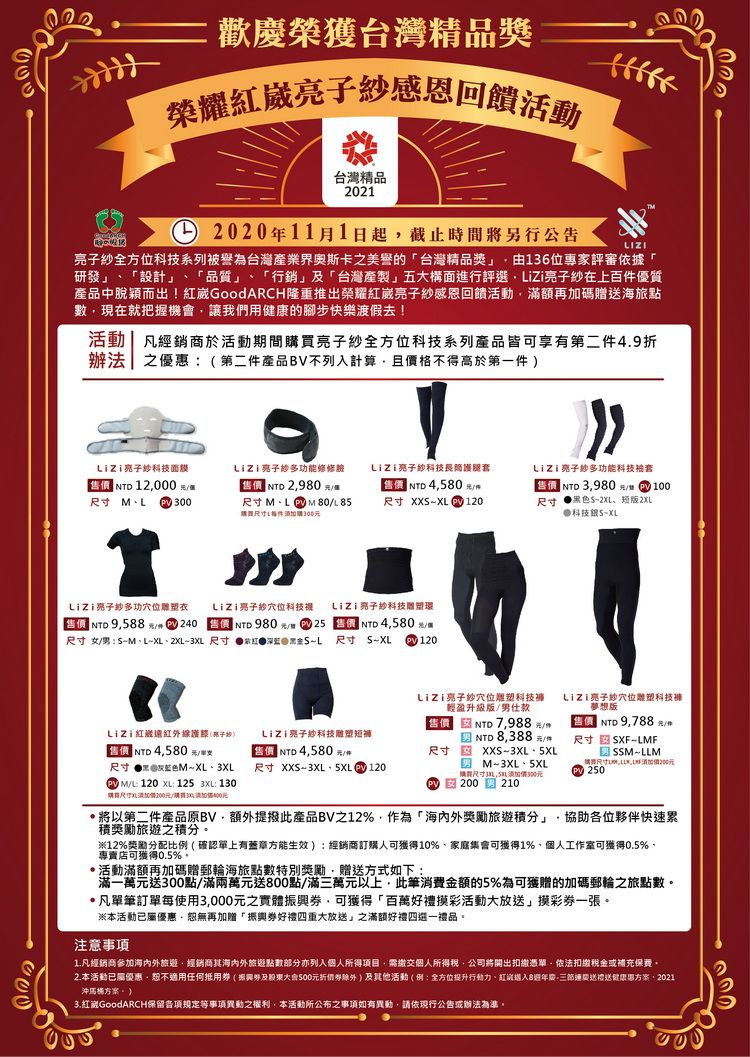 歡慶榮獲台灣精品獎
榮耀紅崴亮子紗感恩回饋活動
台灣精品
2021
GoodARCH
腳の眼鏡
TM
LIZI
2020年11月1日起，截止時間將另行公告
亮子紗全方位科技系列被譽為台灣產業界奧斯卡之美譽的「台灣精品獎」，由136位專家評審依據「
研發」、「設計」、「品質」、「行銷」及「台灣產製」五大構面進行評選，LiZi亮子紗在上百件優質
產品中脫穎而出！紅崴GoodARCH隆重推出榮耀紅崴亮子紗感恩回饋活動，滿額再加碼贈送海旅點
數，現在就把握機會，讓我們用健康的腳步快樂渡假去！
活動
辦法
凡經銷商於活動期間購買亮子紗全方位科技系列產品皆可享有第二件4.9折
之優惠：（第二件產品BV不列入計算，且價格不得高於第一件）
LiZi亮子紗科技面膜
售價 NTD 12,000 元/個
尺寸 M、L PV 300
LiZi亮子紗多功能修修臉
售價 NTD 2,980 元/個
尺寸 M、L PV M 80/L 85
購買尺寸L每件須加購300元
LiZi亮子紗科技長筒護腿套
售價 NTD 4,580 元/件
尺寸 XXS~XL PV 120
LiZi亮子紗多功能科技袖套
售價 NTD 3,980 元/雙 PV 100
尺寸 ●黑色S~2XL、短版2XL
●科技銀S~XL
LiZi亮子紗多功穴位雕塑衣
售價 NTD 9,588 元/件 PV 240
尺寸 女/男：S~M、L~XL、2XL~3XL
LiZi亮子紗穴位科技襪
售價 NTD 980 元/雙 PV 25
尺寸 ●紫紅●深藍●黑金S~L
LiZi亮子紗科技雕塑環
售價 NTD 4,580 元/個
尺寸 S~XL PV 120
LiZi紅崴遠紅外線護膝(亮子紗)
售價 NTD 4,580 元/單支
尺寸 ●黑●灰藍色M~XL、3XL
PV M/L: 120 XL: 125 3XL: 130
購買尺寸XL須加價200元/購買3XL須加價400元
LiZi亮子紗科技雕塑短褲
售價 NTD 4,580 元/件
尺寸 XXS~3XL、5XL PV 120
LiZi亮子紗穴位雕塑科技褲
輕盈升級版/男仕款
售價 女 NTD 7,988 元/件
男 NTD 8,388 元/件
尺寸 女 XXS~3XL、5XL
男 M~3XL、5XL
購買尺寸3XL,5XL須加價300元
PV 女 200 男 210
LiZi亮子紗穴位雕塑科技褲
夢想版
售價 NTD 9,788 元/件
尺寸 女 SXF~LMF
男 SSM~LLM
購買尺寸LMM,LLM,LMF須加價200元
PV 250
•將以第二件產品原BV，額外提撥此產品BV之12%，作為「海內外獎勵旅遊積分」，協助各位夥伴快速累
積獎勵旅遊之積分。
※12%獎勵分配比例（確認單上有蓋章方能生效）：經銷商訂購人可獲得10%、家庭集會可獲得1%、個人工作室可獲得0.5%、
專賣店可獲得0.5%。
•活動滿額再加碼贈郵輪海旅點數特別獎勵，贈送方式如下：
滿一萬元送300點/滿兩萬元送800點/滿三萬元以上，此筆消費金額的5%為可獲贈的加碼郵輪之旅點數。
•凡單筆訂單每使用3,000元之實體振興券，可獲得「百萬好禮摸彩活動大放送」摸彩券一張。
※本活動已屬優惠，恕無再加贈「振興券好禮四重大放送」之滿額好禮四選一禮品。
注意事項
1.凡經銷商參加海內外旅遊，經銷商其海內外旅遊點數部分亦列入個人所得項目，需繳交個人所得稅，公司將開出扣繳憑單，依法扣繳稅金或補充保費。
2.本活動已屬優惠，恕不適用任何抵用券（振興券及股東大會500元折價券除外）及其他活動（例：全方位提升行動力、紅崴邁入8週年慶-三節連慶送禮送健康惠方案、2021
沖馬桶方案。）
3.紅崴GoodARCH保留各項規定等事項異動之權利，本活動所公布之事項如有異動，請依現行公告或辦法為準。